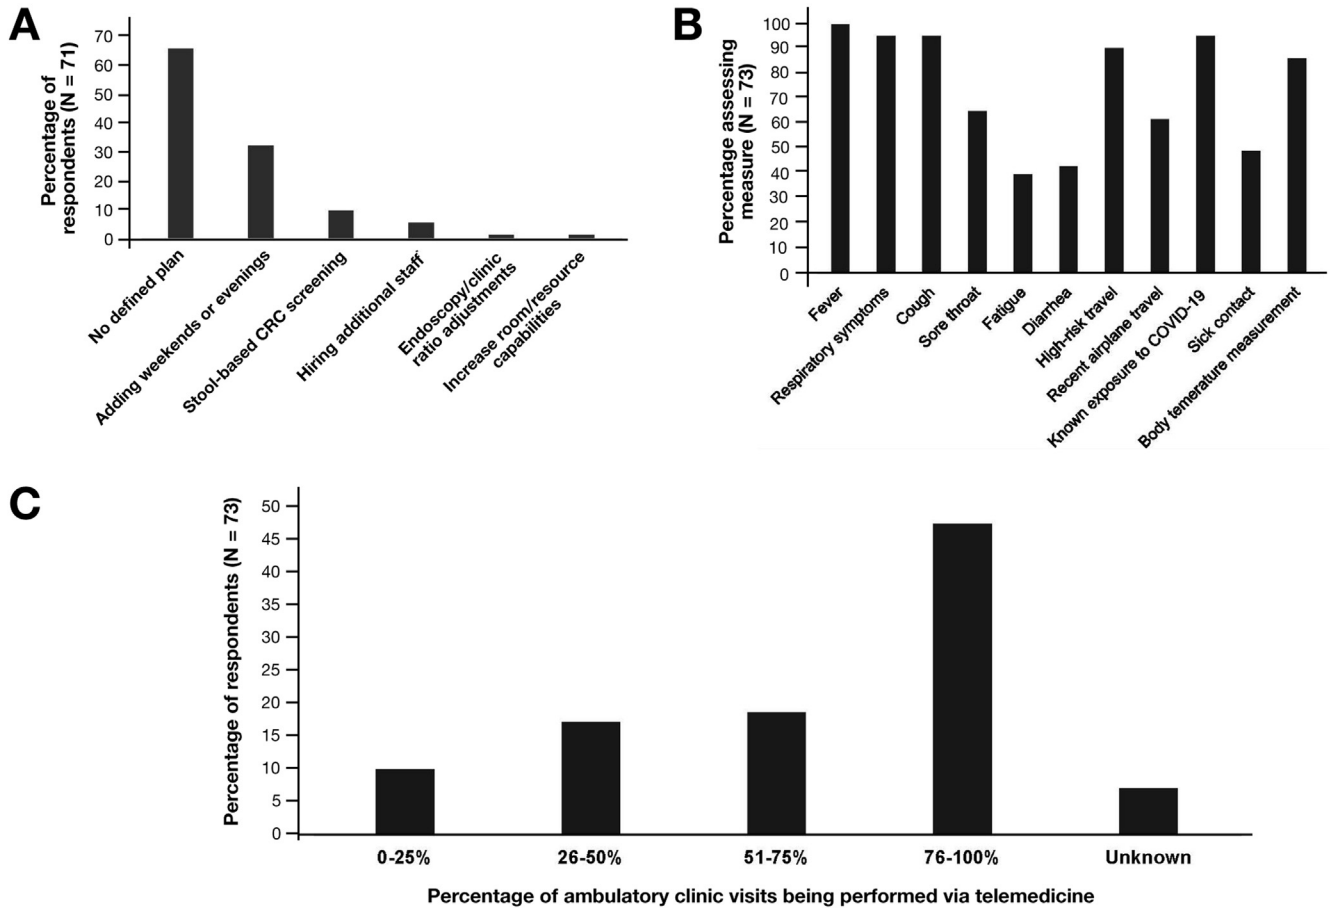 A
Percentage of
respondents (N = 71)
70
60
50
40
30
20
10
0
No defined plan
Adding weekends or evenings
Stool-based CRC screening
Hiring additional staff
Endoscopy/clinic
ratio adjustments
Increase room/resource
capabilities
B
Percentage assessing
measure (N = 73)
100
90
80
70
60
50
40
30
20
10
0
Fever
Respiratory symptoms
Cough
Sore throat
Fatigue
Diarrhea
High-risk travel
Recent airplane travel
Known exposure to COVID-19
Sick contact
Body temerature measurement
C
Percentage of respondents (N = 73)
50
45
40
35
30
25
20
15
10
5
0
0-25%
26-50%
51-75%
76-100%
Unknown
Percentage of ambulatory clinic visits being performed via telemedicine